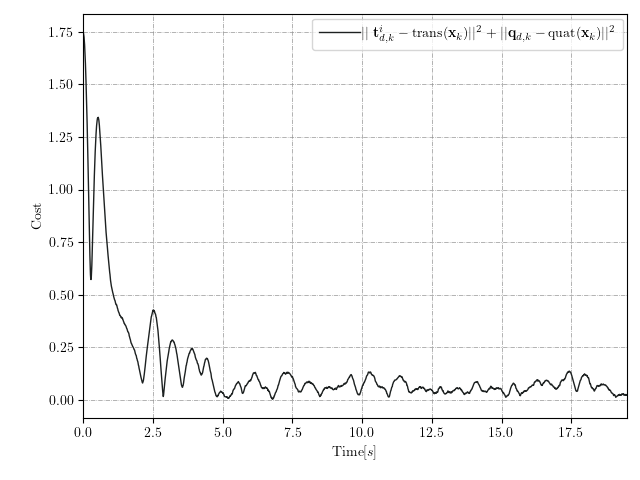 || t^i_{d,k} − trans(x_k)||² + ||q_{d,k} − quat(x_k)||²
1.75
1.50
1.25
1.00
0.75
0.50
0.25
0.00
Cost
0.0 2.5 5.0 7.5 10.0 12.5 15.0 17.5
Time[s]